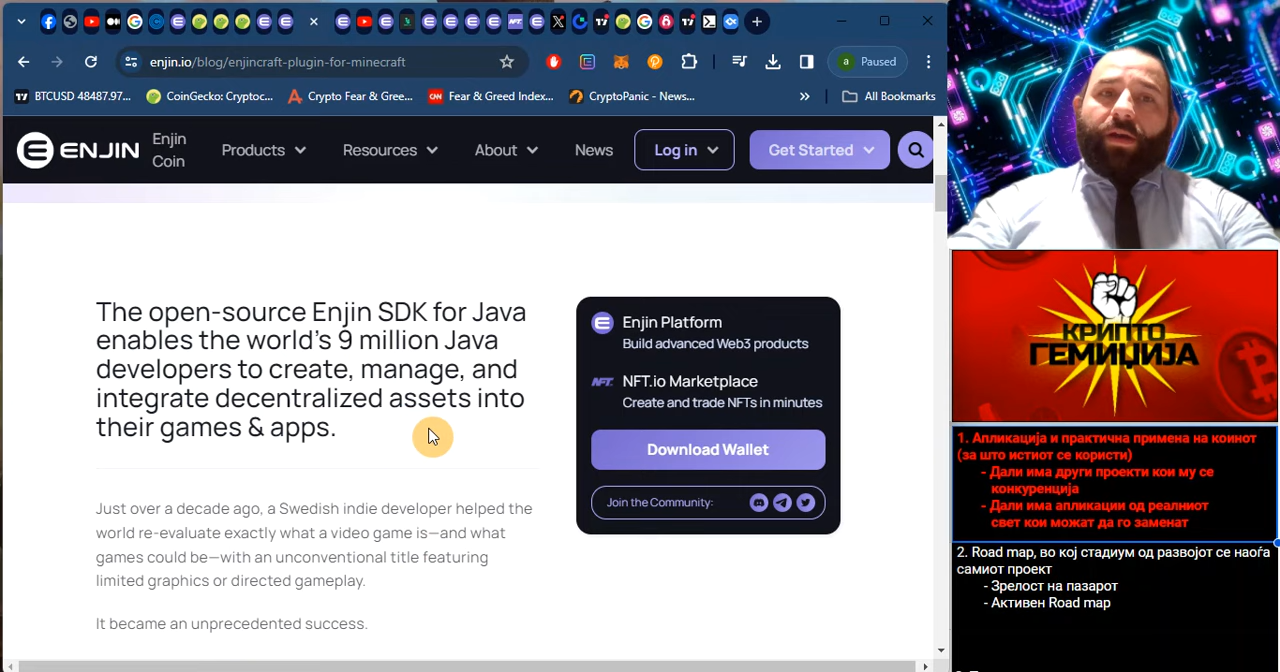 enjin.io/blog/enjincraft-plugin-for-minecraft
Paused
BTCUSD 48487.97...
CoinGecko: Cryptoc...
Crypto Fear & Gree...
Fear & Greed Index...
CryptoPanic - News...
All Bookmarks
ENJIN
Enjin Coin
Products
Resources
About
News
Log in
Get Started
The open-source Enjin SDK for Java
enables the world's 9 million Java
developers to create, manage, and
integrate decentralized assets into
their games & apps.
Just over a decade ago, a Swedish indie developer helped the
world re-evaluate exactly what a video game is—and what
games could be—with an unconventional title featuring
limited graphics or directed gameplay.
It became an unprecedented success.
Enjin Platform
Build advanced Web3 products
NFT.io Marketplace
Create and trade NFTs in minutes
Download Wallet
Join the Community:
КРИПТО
ГЕМИЏИЈА
1. Апликација и практична примена на коинот
(за што истиот се користи)
- Дали има други проекти кои му се
конкуренција
- Дали има апликации од реалниот
свет кои можат да го заменат
2. Road map, во кој стадиум од развојот се наоѓа
самиот проект
- Зрелост на пазарот
- Активен Road map